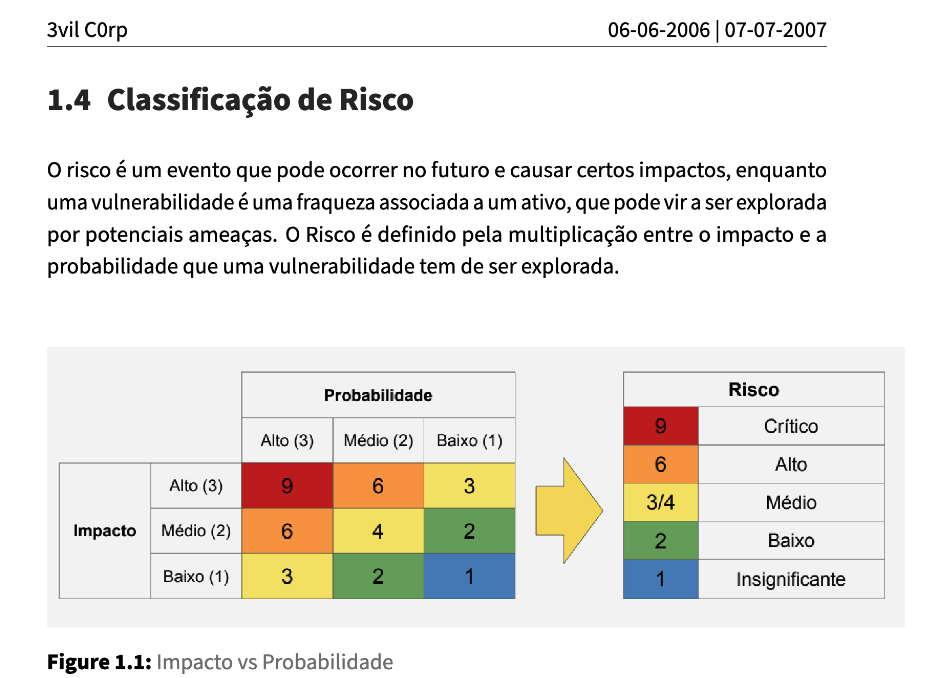 3vil C0rp 06-06-2006 | 07-07-2007
1.4 Classificação de Risco
O risco é um evento que pode ocorrer no futuro e causar certos impactos, enquanto
uma vulnerabilidade é uma fraqueza associada a um ativo, que pode vir a ser explorada
por potenciais ameaças. O Risco é definido pela multiplicação entre o impacto e a
probabilidade que uma vulnerabilidade tem de ser explorada.
Probabilidade
Alto (3) Médio (2) Baixo (1)
Impacto
Alto (3) 9 6 3
Médio (2) 6 4 2
Baixo (1) 3 2 1
Risco
9 Crítico
6 Alto
3/4 Médio
2 Baixo
1 Insignificante
Figure 1.1: Impacto vs Probabilidade